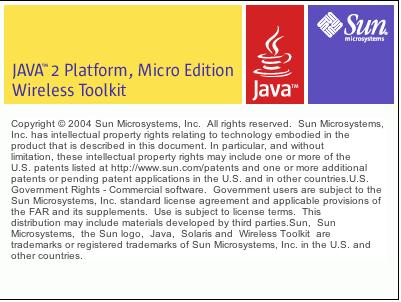 JAVA™ 2 Platform, Micro Edition
Wireless Toolkit
Java™
Sun
microsystems
Copyright © 2004 Sun Microsystems, Inc. All rights reserved. Sun Microsystems,
Inc. has intellectual property rights relating to technology embodied in the
product that is described in this document. In particular, and without
limitation, these intellectual property rights may include one or more of the
U.S. patents listed at http://www.sun.com/patents and one or more additional
patents or pending patent applications in the U.S. and in other countries.U.S.
Government Rights - Commercial software. Government users are subject to the
Sun Microsystems, Inc. standard license agreement and applicable provisions of
the FAR and its supplements. Use is subject to license terms. This
distribution may include materials developed by third parties.Sun, Sun
Microsystems, the Sun logo, Java, Solaris and Wireless Toolkit are
trademarks or registered trademarks of Sun Microsystems, Inc. in the U.S. and
other countries.